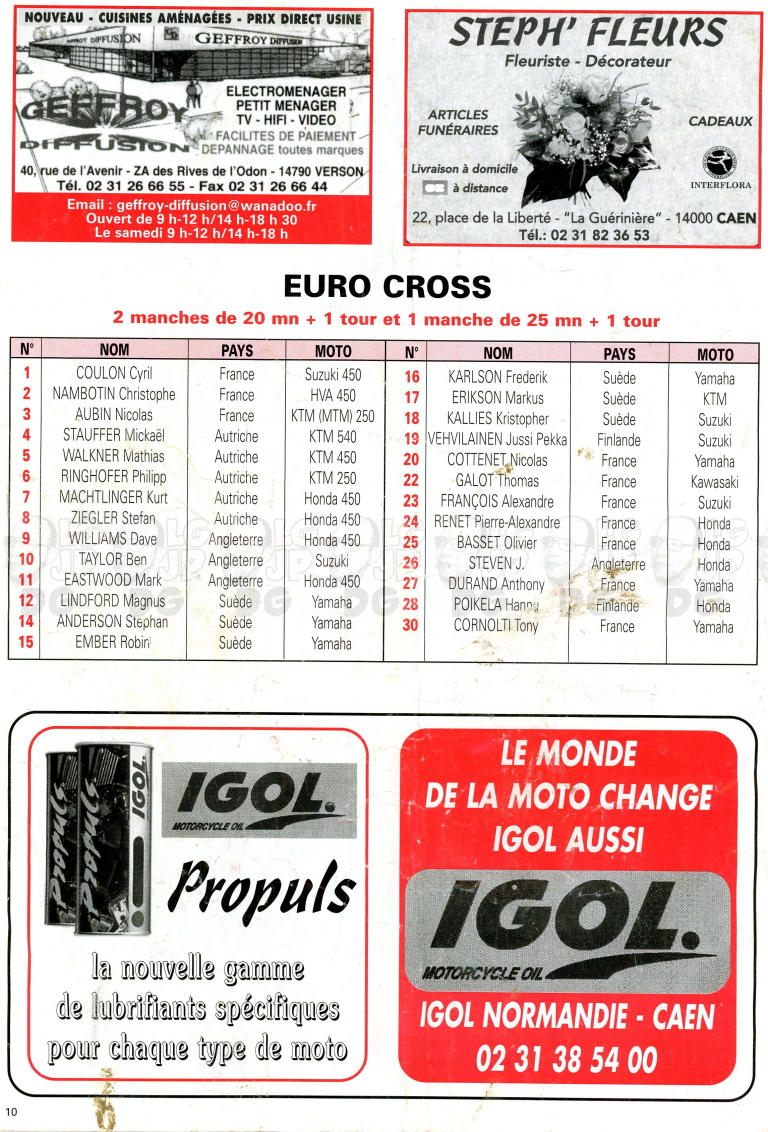 NOUVEAU - CUISINES AMÉNAGÉES - PRIX DIRECT USINE
GEFFROY DIFFUSION
GD
GEFFROY DIFFUSION
GEFFROY
DIFFUSION
ELECTROMENAGER
PETIT MENAGER
TV - HIFI - VIDEO
FACILITES DE PAIEMENT
DEPANNAGE toutes marques
40, rue de l'Avenir - ZA des Rives de l'Odon - 14790 VERSON
Tél. 02 31 26 66 55 - Fax 02 31 26 66 44
Email : geffroy-diffusion@wanadoo.fr
Ouvert de 9 h-12 h/14 h-18 h 30
Le samedi 9 h-12 h/14 h-18 h
STEPH' FLEURS
Fleuriste - Décorateur
ARTICLES
FUNÉRAIRES
CADEAUX
Livraison à domicile
à distance
INTERFLORA
22, place de la Liberté - "La Guérinière" - 14000 CAEN
Tél.: 02 31 82 36 53
EURO CROSS
2 manches de 20 mn + 1 tour et 1 manche de 25 mn + 1 tour
N° NOM PAYS MOTO
1 COULON Cyril France Suzuki 450
2 NAMBOTIN Christophe France HVA 450
3 AUBIN Nicolas France KTM (MTM) 250
4 STAUFFER Mickaël Autriche KTM 540
5 WALKNER Mathias Autriche KTM 450
6 RINGHOFER Philipp Autriche KTM 250
7 MACHTLINGER Kurt Autriche Honda 450
8 ZIEGLER Stefan Autriche Honda 450
9 WILLIAMS Dave Angleterre Honda 450
10 TAYLOR Ben Angleterre Suzuki
11 EASTWOOD Mark Angleterre Honda 450
12 LINDFORD Magnus Suède Yamaha
14 ANDERSON Stephan Suède Yamaha
15 EMBER Robin Suède Yamaha
N° NOM PAYS MOTO
16 KARLSON Frederik Suède Yamaha
17 ERIKSON Markus Suède KTM
18 KALLIES Kristopher Suède Suzuki
19 VEHVILAINEN Jussi Pekka Finlande Suzuki
20 COTTENET Nicolas France Yamaha
22 GALOT Thomas France Kawasaki
23 FRANÇOIS Alexandre France Suzuki
24 RENET Pierre-Alexandre France Honda
25 BASSET Olivier France Honda
26 STEVEN J. Angleterre Honda
27 DURAND Anthony France Yamaha
28 POIKELA Hannu Finlande Honda
30 CORNOLTI Tony France Yamaha
Propuls
Propuls
IGOL
IGOL.
MOTORCYCLE OIL
Propuls
la nouvelle gamme
de lubrifiants spécifiques
pour chaque type de moto
LE MONDE
DE LA MOTO CHANGE
IGOL AUSSI
IGOL.
MOTORCYCLE OIL
IGOL NORMANDIE - CAEN
02 31 38 54 00
10